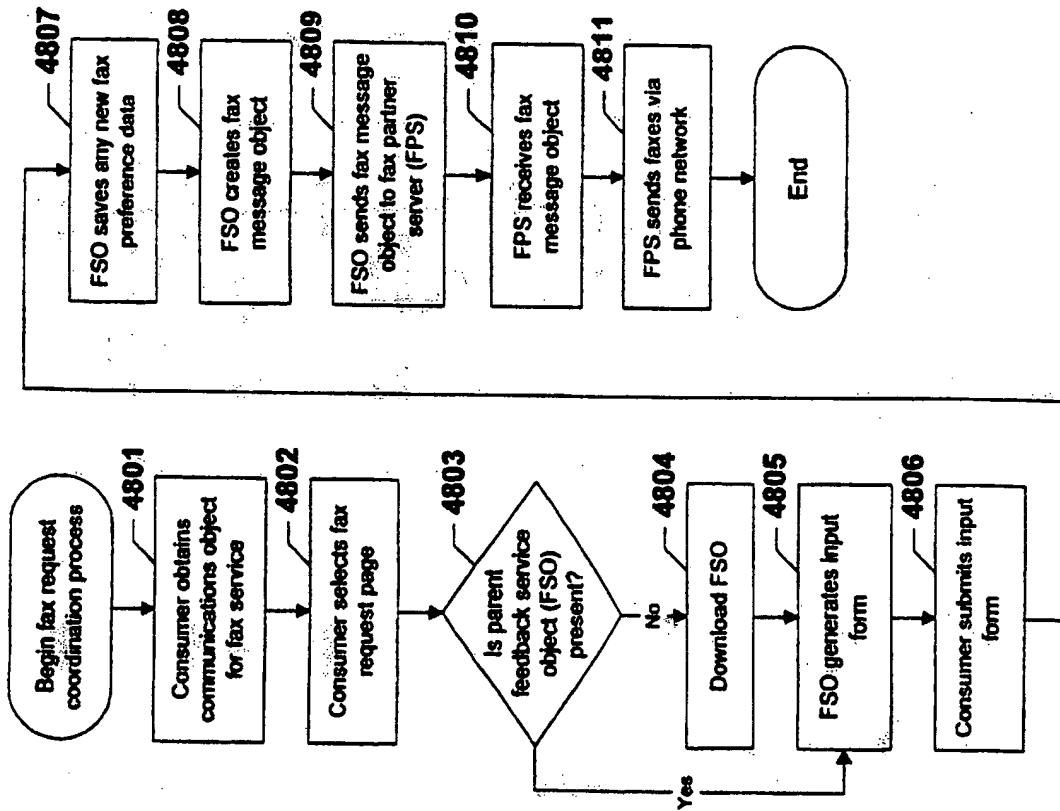 Begin fax request
coordination process
4801
Consumer obtains
communications object
for fax service
4802
Consumer selects fax
request page
4803
Is parent
feedback service
object (FSO)
present?
Yes
No
4804
Download FSO
4805
FSO generates input
form
4806
Consumer submits input
form
4807
FSO saves any new fax
preference data
4808
FSO creates fax
message object
4809
FSO sends fax message
object to fax partner
server (FPS)
4810
FPS receives fax
message object
4811
FPS sends faxes via
phone network
End